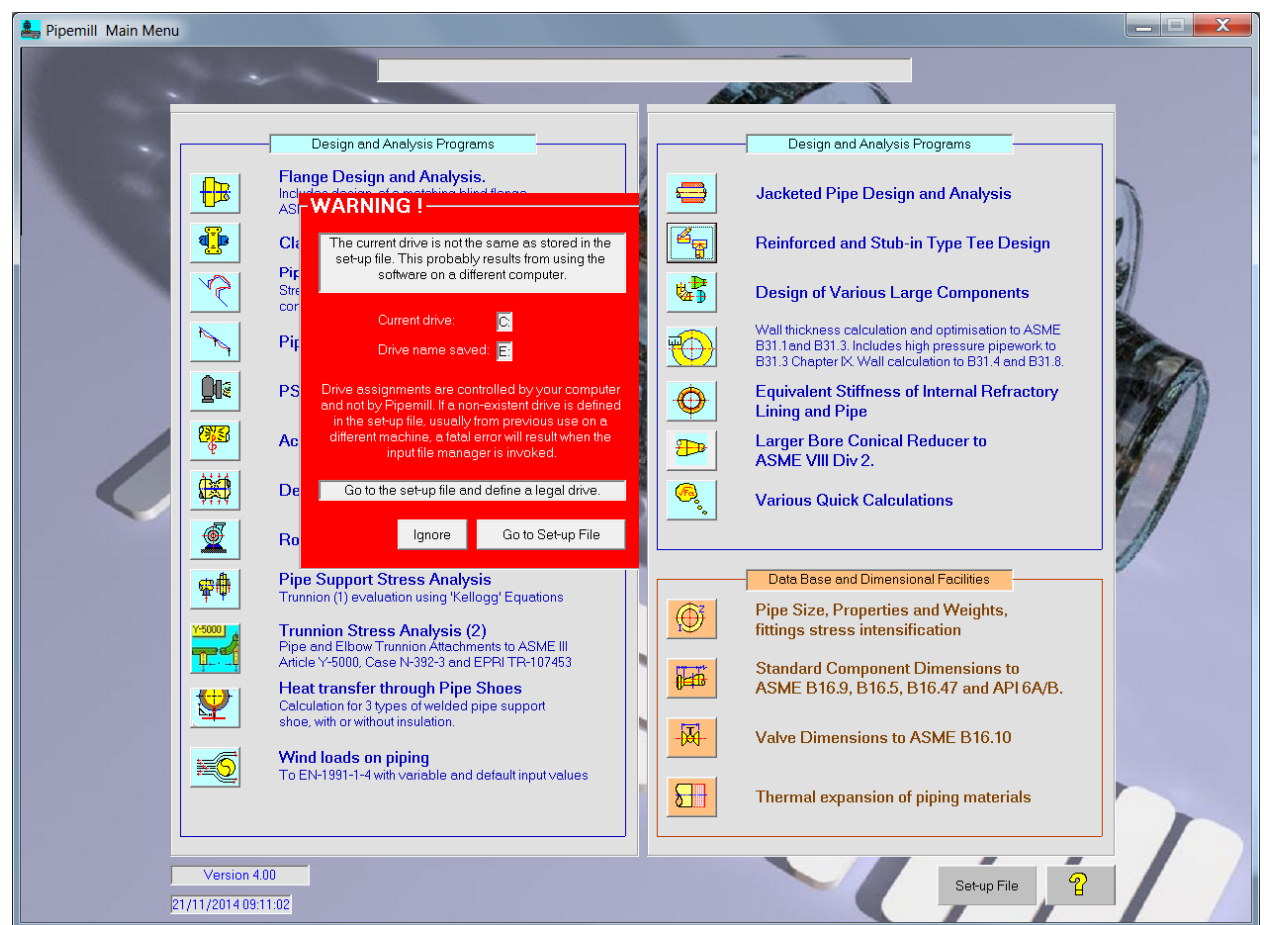 Pipemill Main Menu
Design and Analysis Programs
Flange Design and Analysis.
Includes design of a matching blind flange
AS
Cla
Pip
Stre
con
Pip
PS
Ac
De
Ro
WARNING !
The current drive is not the same as stored in the
set-up file. This probably results from using the
software on a different computer.
Current drive: C:
Drive name saved: E:
Drive assignments are controlled by your computer
and not by Pipemill. If a non-existent drive is defined
in the set-up file, usually from previous use on a
different machine, a fatal error will result when the
input file manager is invoked.
Go to the set-up file and define a legal drive.
Ignore
Go to Set-up File
Pipe Support Stress Analysis
Trunnion (1) evaluation using 'Kellogg' Equations
Y-5000
Trunnion Stress Analysis (2)
Pipe and Elbow Trunnion Attachments to ASME III
Article Y-5000, Case N-392-3 and EPRI TR-107453
Heat transfer through Pipe Shoes
Calculation for 3 types of welded pipe support
shoe, with or without insulation.
Wind loads on piping
To EN-1991-1-4 with variable and default input values
Design and Analysis Programs
Jacketed Pipe Design and Analysis
Reinforced and Stub-in Type Tee Design
Design of Various Large Components
Wall thickness calculation and optimisation to ASME
B31.1and B31.3. Includes high pressure pipework to
B31.3 Chapter IX. Wall calculation to B31.4 and B31.8.
Equivalent Stiffness of Internal Refractory
Lining and Pipe
Larger Bore Conical Reducer to
ASME VIII Div 2.
Various Quick Calculations
Data Base and Dimensional Facilities
Pipe Size, Properties and Weights,
fittings stress intensification
Standard Component Dimensions to
ASME B16.9, B16.5, B16.47 and API 6A/B.
Valve Dimensions to ASME B16.10
Thermal expansion of piping materials
Version 4.00
21/11/2014 09:11:02
Set-up File
?